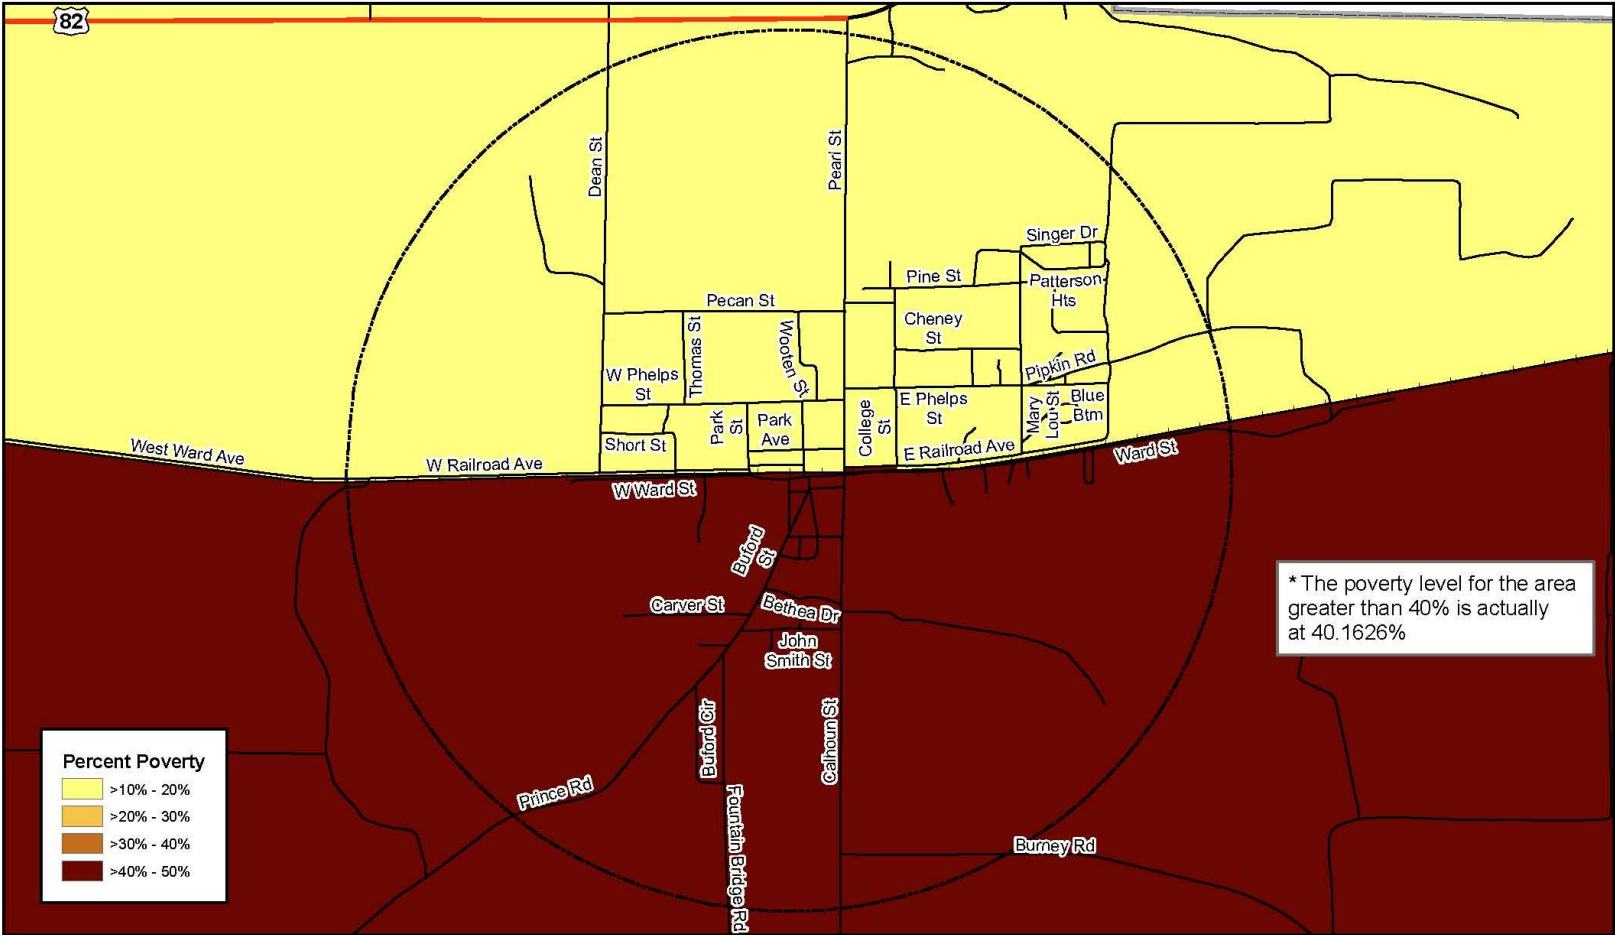 82
Dean St
Pearl St
Singer Dr
Pine St
Patterson
Hts
Pecan St
Thomas St
Wooten St
Cheney
St
Pipkin Rd
W Phelps
St
Park
St
Park
Ave
College
St
E Phelps
St
Mary
Lou St
Blue
Btm
Short St
E Railroad Ave
West Ward Ave
W Railroad Ave
Ward St
W Ward St
Buford
St
Carver St
Bethea Dr
John
Smith St
* The poverty level for the area
greater than 40% is actually
at 40.1626%
Buford Cir
Calhoun St
Prince Rd
Fountain Bridge Rd
Burney Rd
Percent Poverty
>10% - 20%
>20% - 30%
>30% - 40%
>40% - 50%